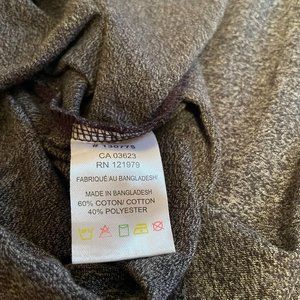 # 130775
CA 03623
RN 121979
FABRIQUÉ AU BANGLADESH
MADE IN BANGLADESH
60% COTON/ COTTON
40% POLYESTER